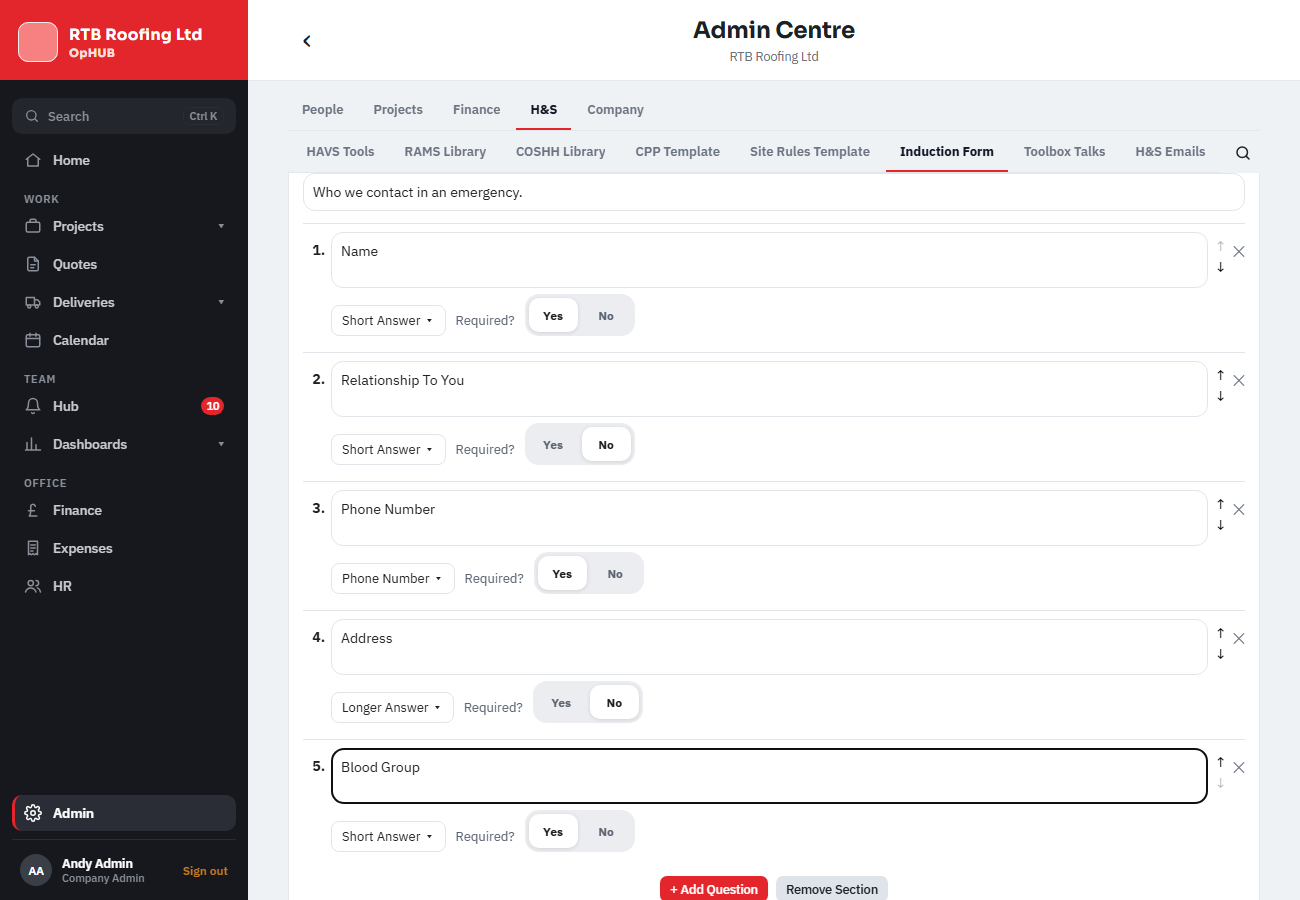 RTB Roofing Ltd
OpHUB
Search Ctrl K
Home
WORK
Projects
Quotes
Deliveries
Calendar
TEAM
Hub 10
Dashboards
OFFICE
Finance
Expenses
HR
Admin
AA Andy Admin
Company Admin
Sign out
Admin Centre
RTB Roofing Ltd
People Projects Finance H&S Company
HAVS Tools RAMS Library COSHH Library CPP Template Site Rules Template Induction Form Toolbox Talks H&S Emails
Who we contact in an emergency.
1. Name
Short Answer Required? Yes No
2. Relationship To You
Short Answer Required? Yes No
3. Phone Number
Phone Number Required? Yes No
4. Address
Longer Answer Required? Yes No
5. Blood Group
Short Answer Required? Yes No
+ Add Question Remove Section